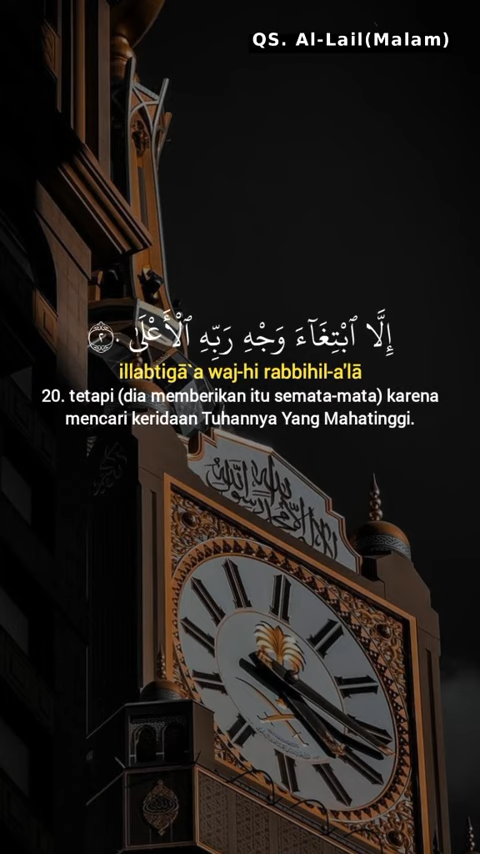 QS. Al-Lail(Malam)
إِلَّا ٱبْتِغَآءَ وَجْهِ رَبِّهِ ٱلْأَعْلَىٰ ٢٠
illabtigā`a waj-hi rabbihil-a'lā
20. tetapi (dia memberikan itu semata-mata) karena
mencari keridaan Tuhannya Yang Mahatinggi.